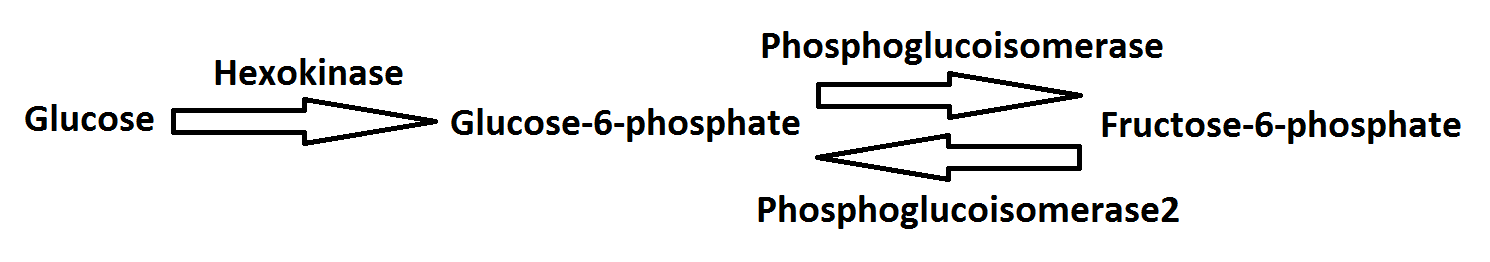 Phosphoglucoisomerase
Hexokinase
Glucose
Glucose-6-phosphate
Fructose-6-phosphate
Phosphoglucoisomerase2